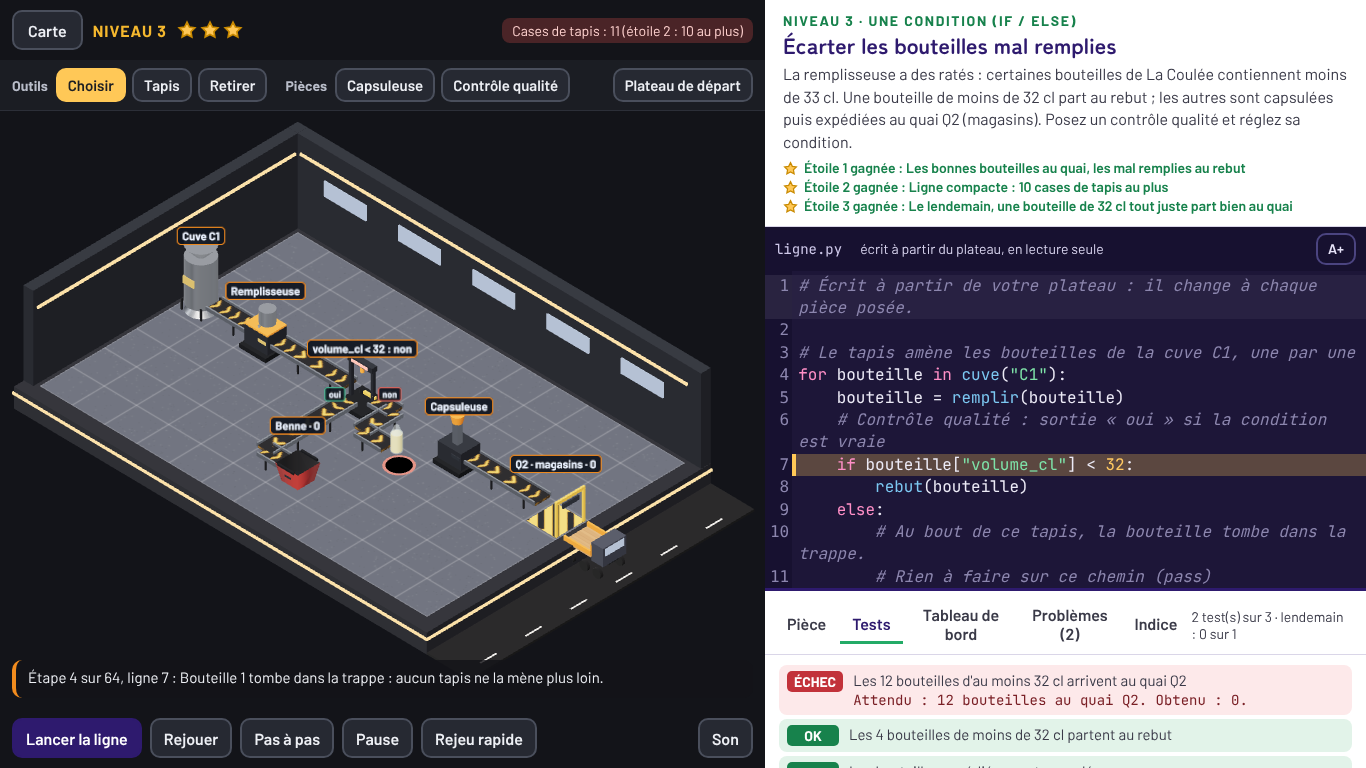 Carte
NIVEAU 3
Cases de tapis : 11 (étoile 2 : 10 au plus)
Outils
Choisir
Tapis
Retirer
Pièces
Capsuleuse
Contrôle qualité
Plateau de départ
Cuve C1
Remplisseuse
volume_cl < 32 : non
oui
non
Capsuleuse
Benne · 0
Q2 · magasins · 0
Étape 4 sur 64, ligne 7 : Bouteille 1 tombe dans la trappe : aucun tapis ne la mène plus loin.
Lancer la ligne
Rejouer
Pas à pas
Pause
Rejeu rapide
Son
NIVEAU 3 · UNE CONDITION (IF / ELSE)
Écarter les bouteilles mal remplies
La remplisseuse a des ratés : certaines bouteilles de La Coulée contiennent moins
de 33 cl. Une bouteille de moins de 32 cl part au rebut ; les autres sont capsulées
puis expédiées au quai Q2 (magasins). Posez un contrôle qualité et réglez sa
condition.
Étoile 1 gagnée : Les bonnes bouteilles au quai, les mal remplies au rebut
Étoile 2 gagnée : Ligne compacte : 10 cases de tapis au plus
Étoile 3 gagnée : Le lendemain, une bouteille de 32 cl tout juste part bien au quai
ligne.py
écrit à partir du plateau, en lecture seule
A+
1 # Écrit à partir de votre plateau : il change à chaque
pièce posée.
2
3 # Le tapis amène les bouteilles de la cuve C1, une par une
4 for bouteille in cuve("C1"):
5     bouteille = remplir(bouteille)
6     # Contrôle qualité : sortie « oui » si la condition
est vraie
7     if bouteille["volume_cl"] < 32:
8         rebut(bouteille)
9     else:
10         # Au bout de ce tapis, la bouteille tombe dans la
trappe.
11         # Rien à faire sur ce chemin (pass)
Pièce
Tests
Tableau de
bord
Problèmes
(2)
Indice
2 test(s) sur 3 · lendemain
: 0 sur 1
ÉCHEC
Les 12 bouteilles d'au moins 32 cl arrivent au quai Q2
Attendu : 12 bouteilles au quai Q2. Obtenu : 0.
OK
Les 4 bouteilles de moins de 32 cl partent au rebut